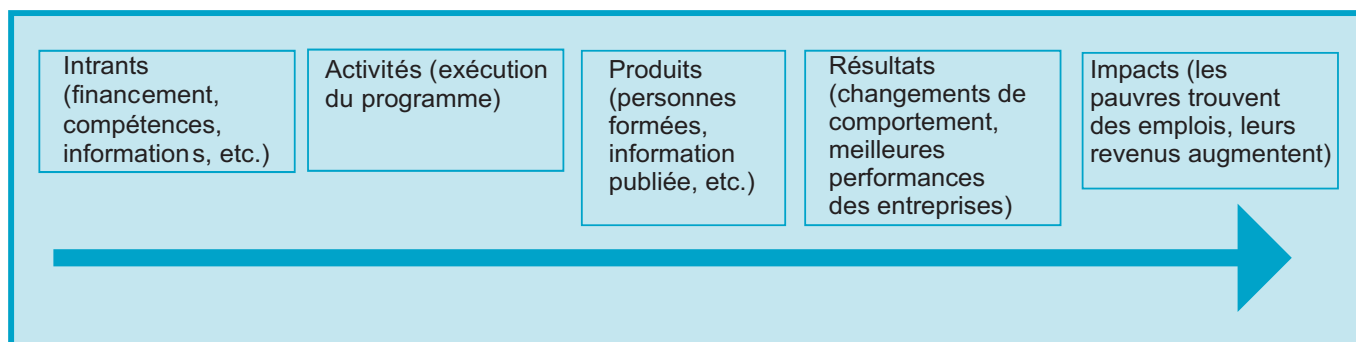 Intrants
(financement,
compétences,
informations, etc.)
Activités (exécution
du programme)
Produits
(personnes
formées,
information
publiée, etc.)
Résultats
(changements de
comportement,
meilleures
performances
des entreprises)
Impacts (les
pauvres trouvent
des emplois, leurs
revenus augmentent)